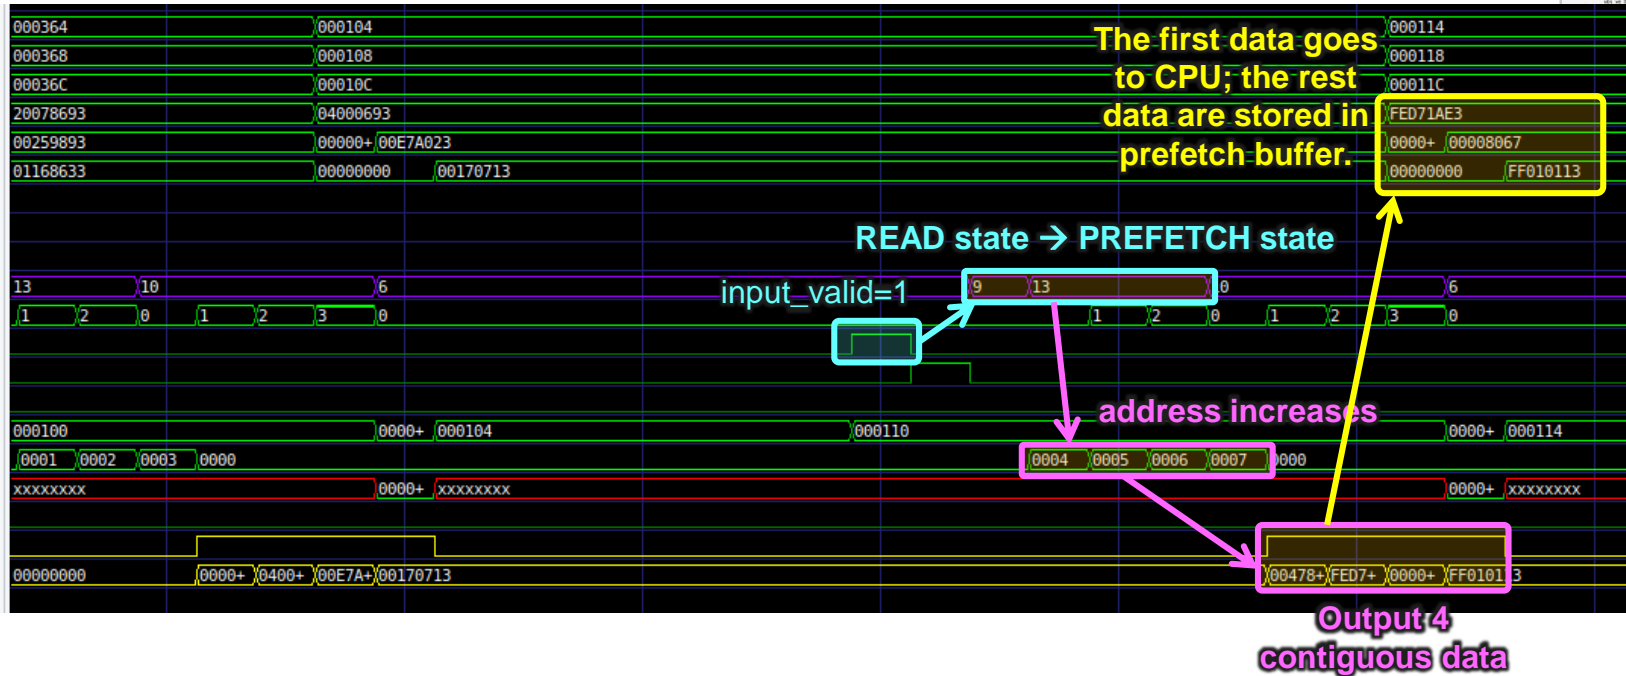 000364 000104 000114
The first data goes
000368 000108 000118
to CPU; the rest
00036C 00010C 00011C
20078693 04000693 FED71AE3
data are stored in
00259893 00000+ 00E7A023 0000+ 00008067
prefetch buffer.
01168633 00000000 00170713 00000000 FF010113
READ state → PREFETCH state
13 10 6 9 13 10 6
input_valid=1
1 2 0 1 2 3 0 1 2 0 1 2 3 0
address increases
000100 0000+ 000104 000110 0000+ 000114
0001 0002 0003 0000 0004 0005 0006 0007 0000
xxxxxxxx 0000+ xxxxxxxx 0000+ xxxxxxxx
00000000 0000+ 0400+ 00E7A+ 00170713 00478+ FED7+ 0000+ FF010113
Output 4
contiguous data